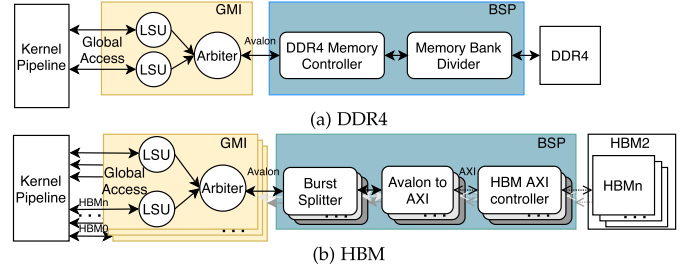 GMI
BSP
Kernel
Pipeline
Global
Access
LSU
LSU
Arbiter
Avalon
DDR4 Memory
Controller
Memory Bank
Divider
DDR4
(a) DDR4
GMI
BSP
HBM2
Kernel
Pipeline
Global
Access
HBMn
...
HBM0
LSU
LSU
Arbiter
...
Avalon
Burst
Splitter
Avalon to
AXI
AXI
HBM AXI
controller
...
HBMn
...
(b) HBM